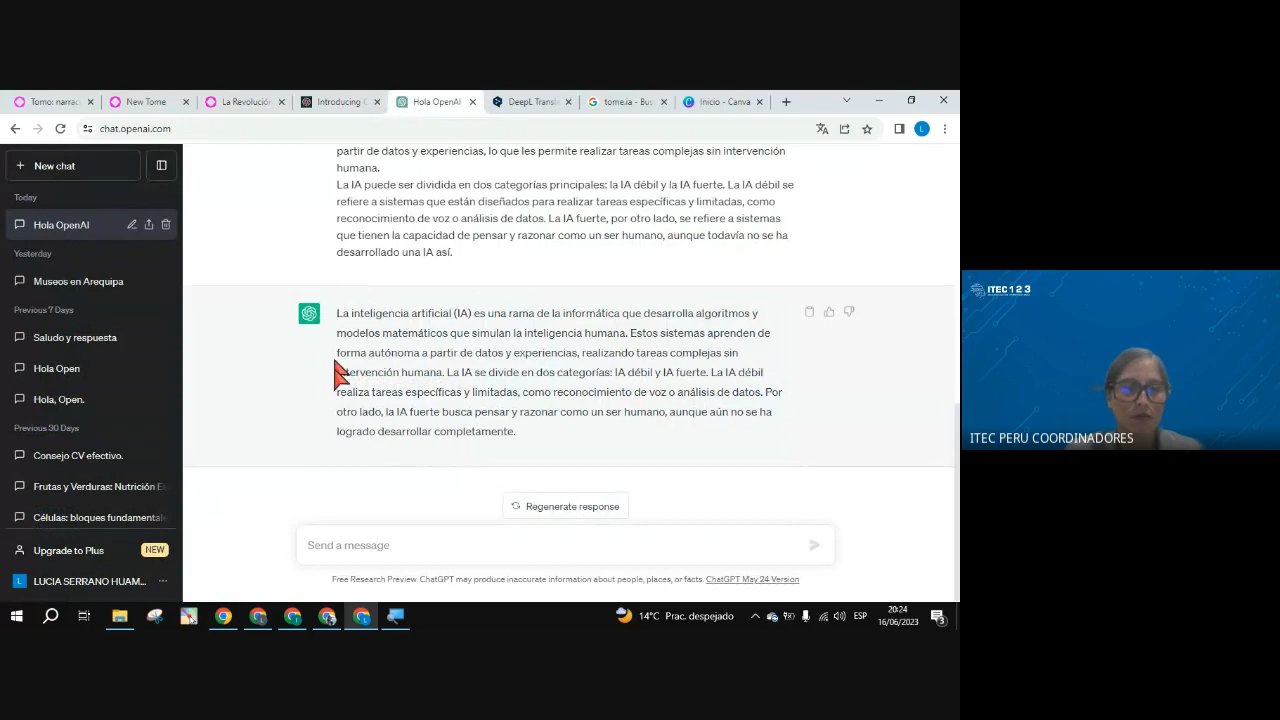 Tomo: narrac
New Tome
La Revolución
Introducing C
Hola OpenAI
DeepL Transl
tome.ia - Bus
Inicio - Canva
chat.openai.com
New chat
Today
Hola OpenAI
Yesterday
Museos en Arequipa
Previous 7 Days
Saludo y respuesta
Hola Open
Hola, Open.
Previous 30 Days
Consejo CV efectivo.
Frutas y Verduras: Nutrición Es
Células: bloques fundamentale
Upgrade to Plus
NEW
L
LUCIA SERRANO HUAM...
partir de datos y experiencias, lo que les permite realizar tareas complejas sin intervención
humana.
La IA puede ser dividida en dos categorías principales: la IA débil y la IA fuerte. La IA débil se
refiere a sistemas que están diseñados para realizar tareas específicas y limitadas, como
reconocimiento de voz o análisis de datos. La IA fuerte, por otro lado, se refiere a sistemas
que tienen la capacidad de pensar y razonar como un ser humano, aunque todavía no se ha
desarrollado una IA así.
La inteligencia artificial (IA) es una rama de la informática que desarrolla algoritmos y
modelos matemáticos que simulan la inteligencia humana. Estos sistemas aprenden de
forma autónoma a partir de datos y experiencias, realizando tareas complejas sin
intervención humana. La IA se divide en dos categorías: IA débil y IA fuerte. La IA débil
realiza tareas específicas y limitadas, como reconocimiento de voz o análisis de datos. Por
otro lado, la IA fuerte busca pensar y razonar como un ser humano, aunque aún no se ha
logrado desarrollar completamente.
Regenerate response
Send a message
Free Research Preview. ChatGPT may produce inaccurate information about people, places, or facts. ChatGPT May 24 Version
14°C Prac. despejado
ESP
20:24
16/06/2023
3
ITEC 1 2 3
ITEC PERU COORDINADORES